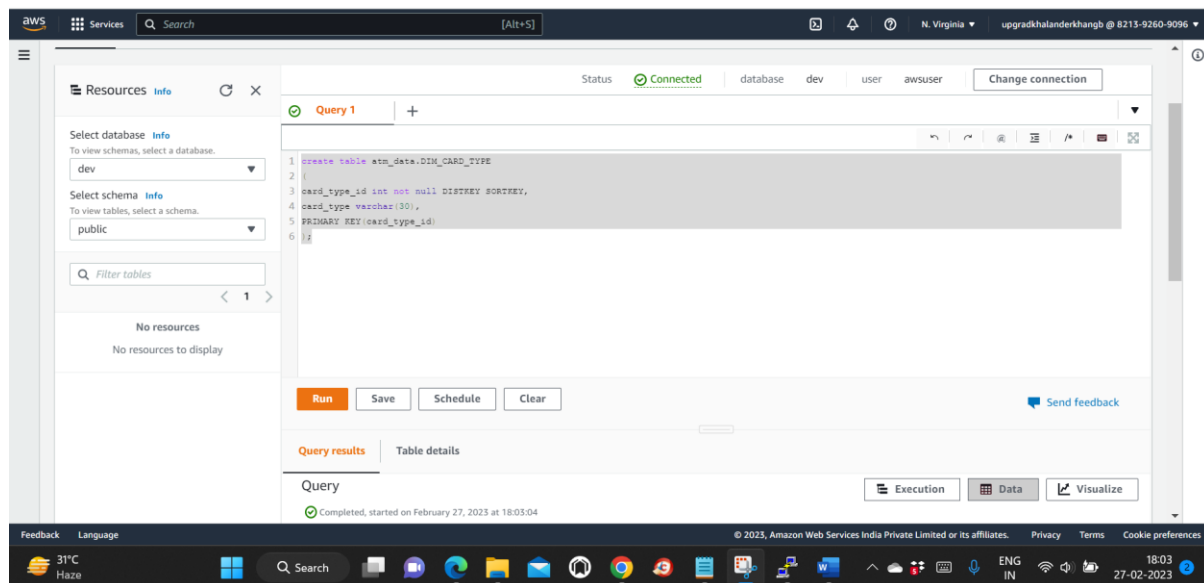 aws Services Search [Alt+S] N. Virginia upgradkhalanderkhangb @ 8213-9260-9096
Resources Info
Status Connected database dev user awsuser Change connection
Query 1 +
Select database Info
To view schemas, select a database.
dev
Select schema Info
To view tables, select a schema.
public
Filter tables
1
No resources
No resources to display
1 create table atm_data.DIM_CARD_TYPE
2 (
3 card_type_id int not null DISTKEY SORTKEY,
4 card_type varchar(30),
5 PRIMARY KEY(card_type_id)
6 );
Run Save Schedule Clear
Send feedback
Query results Table details
Query
Execution Data Visualize
Completed, started on February 27, 2023 at 18:03:04
Feedback Language © 2023, Amazon Web Services India Private Limited or its affiliates. Privacy Terms Cookie preferences
31°C
Haze
Search
ENG
IN
18:03
27-02-2023
2